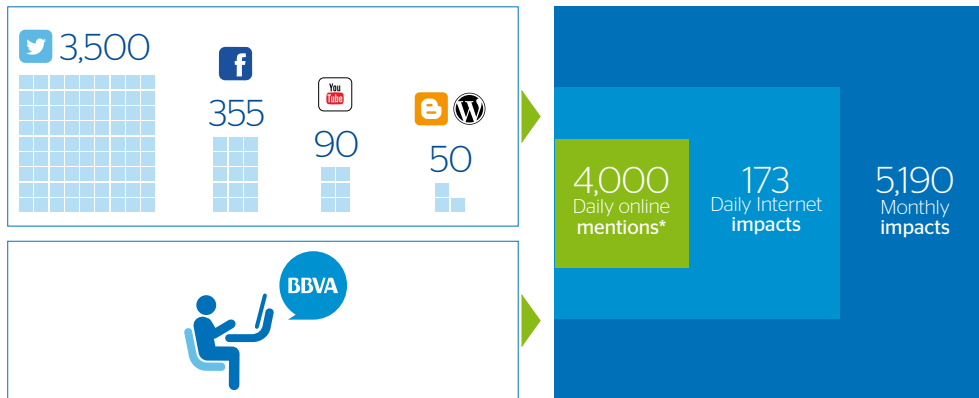 3,500
f
355
You
Tube
90
B W
50
BBVA
4,000
Daily online
mentions*
173
Daily Internet
impacts
5,190
Monthly
impacts